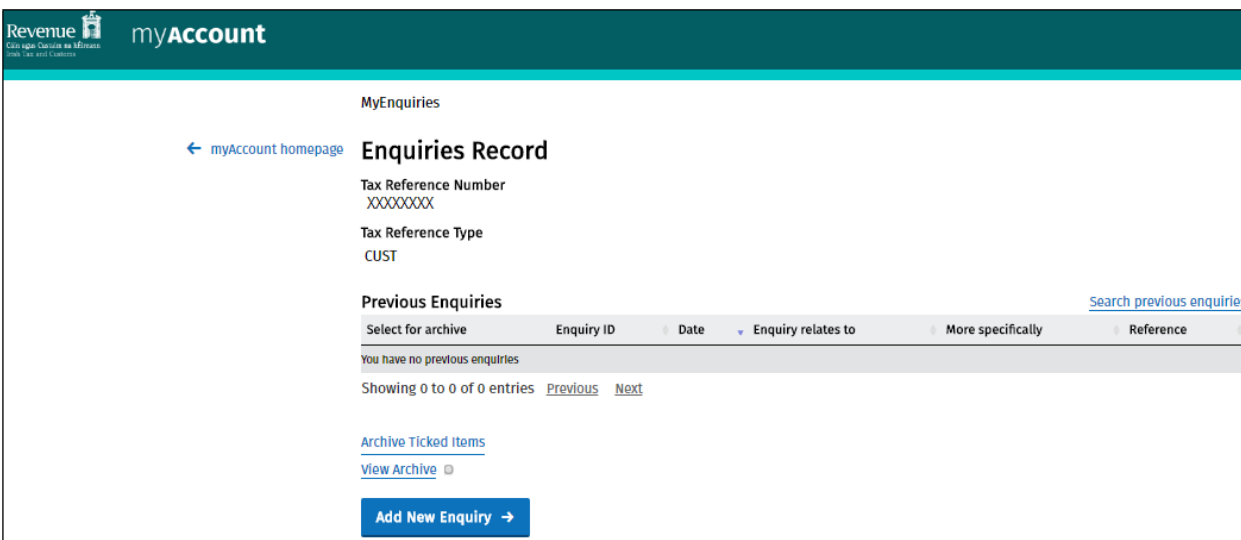 Revenue
Cáin agus Custaim na hÉireann
Irish Tax and Customs
myAccount
MyEnquiries
← myAccount homepage
Enquiries Record
Tax Reference Number
XXXXXXXX
Tax Reference Type
CUST
Previous Enquiries
Search previous enquiries
Select for archive Enquiry ID Date Enquiry relates to More specifically Reference
You have no previous enquiries
Showing 0 to 0 of 0 entries Previous Next
Archive Ticked Items
View Archive
Add New Enquiry →